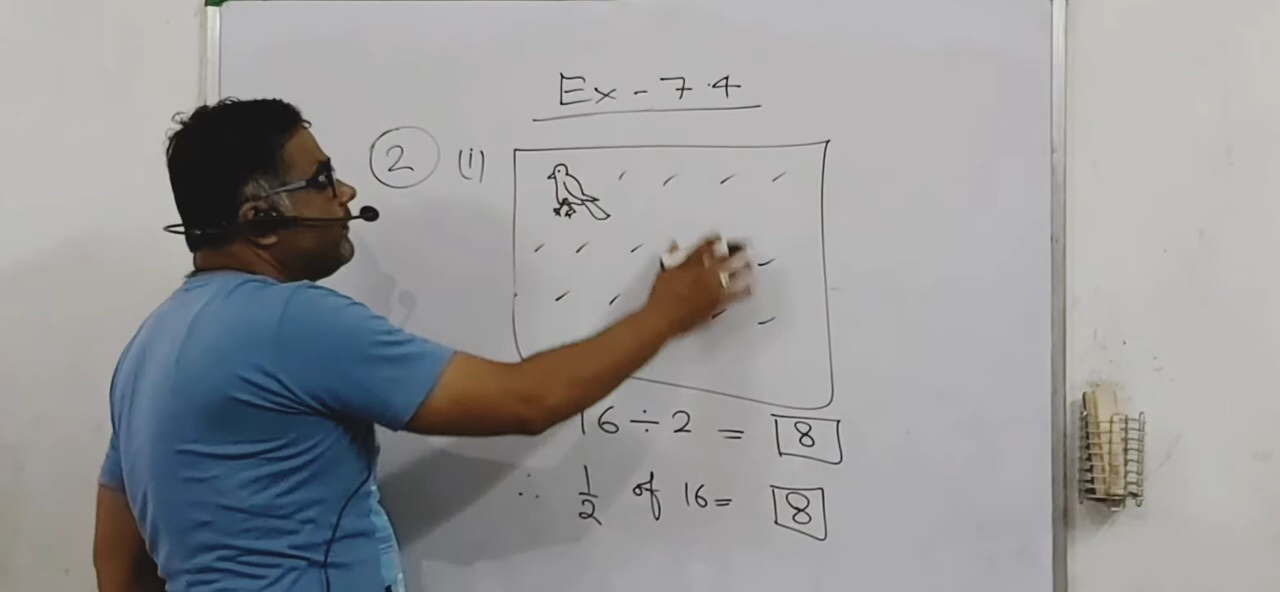 Ex - 7.4
2 (i)
16 ÷ 2 = 8
∴ 1/2 of 16 = 8